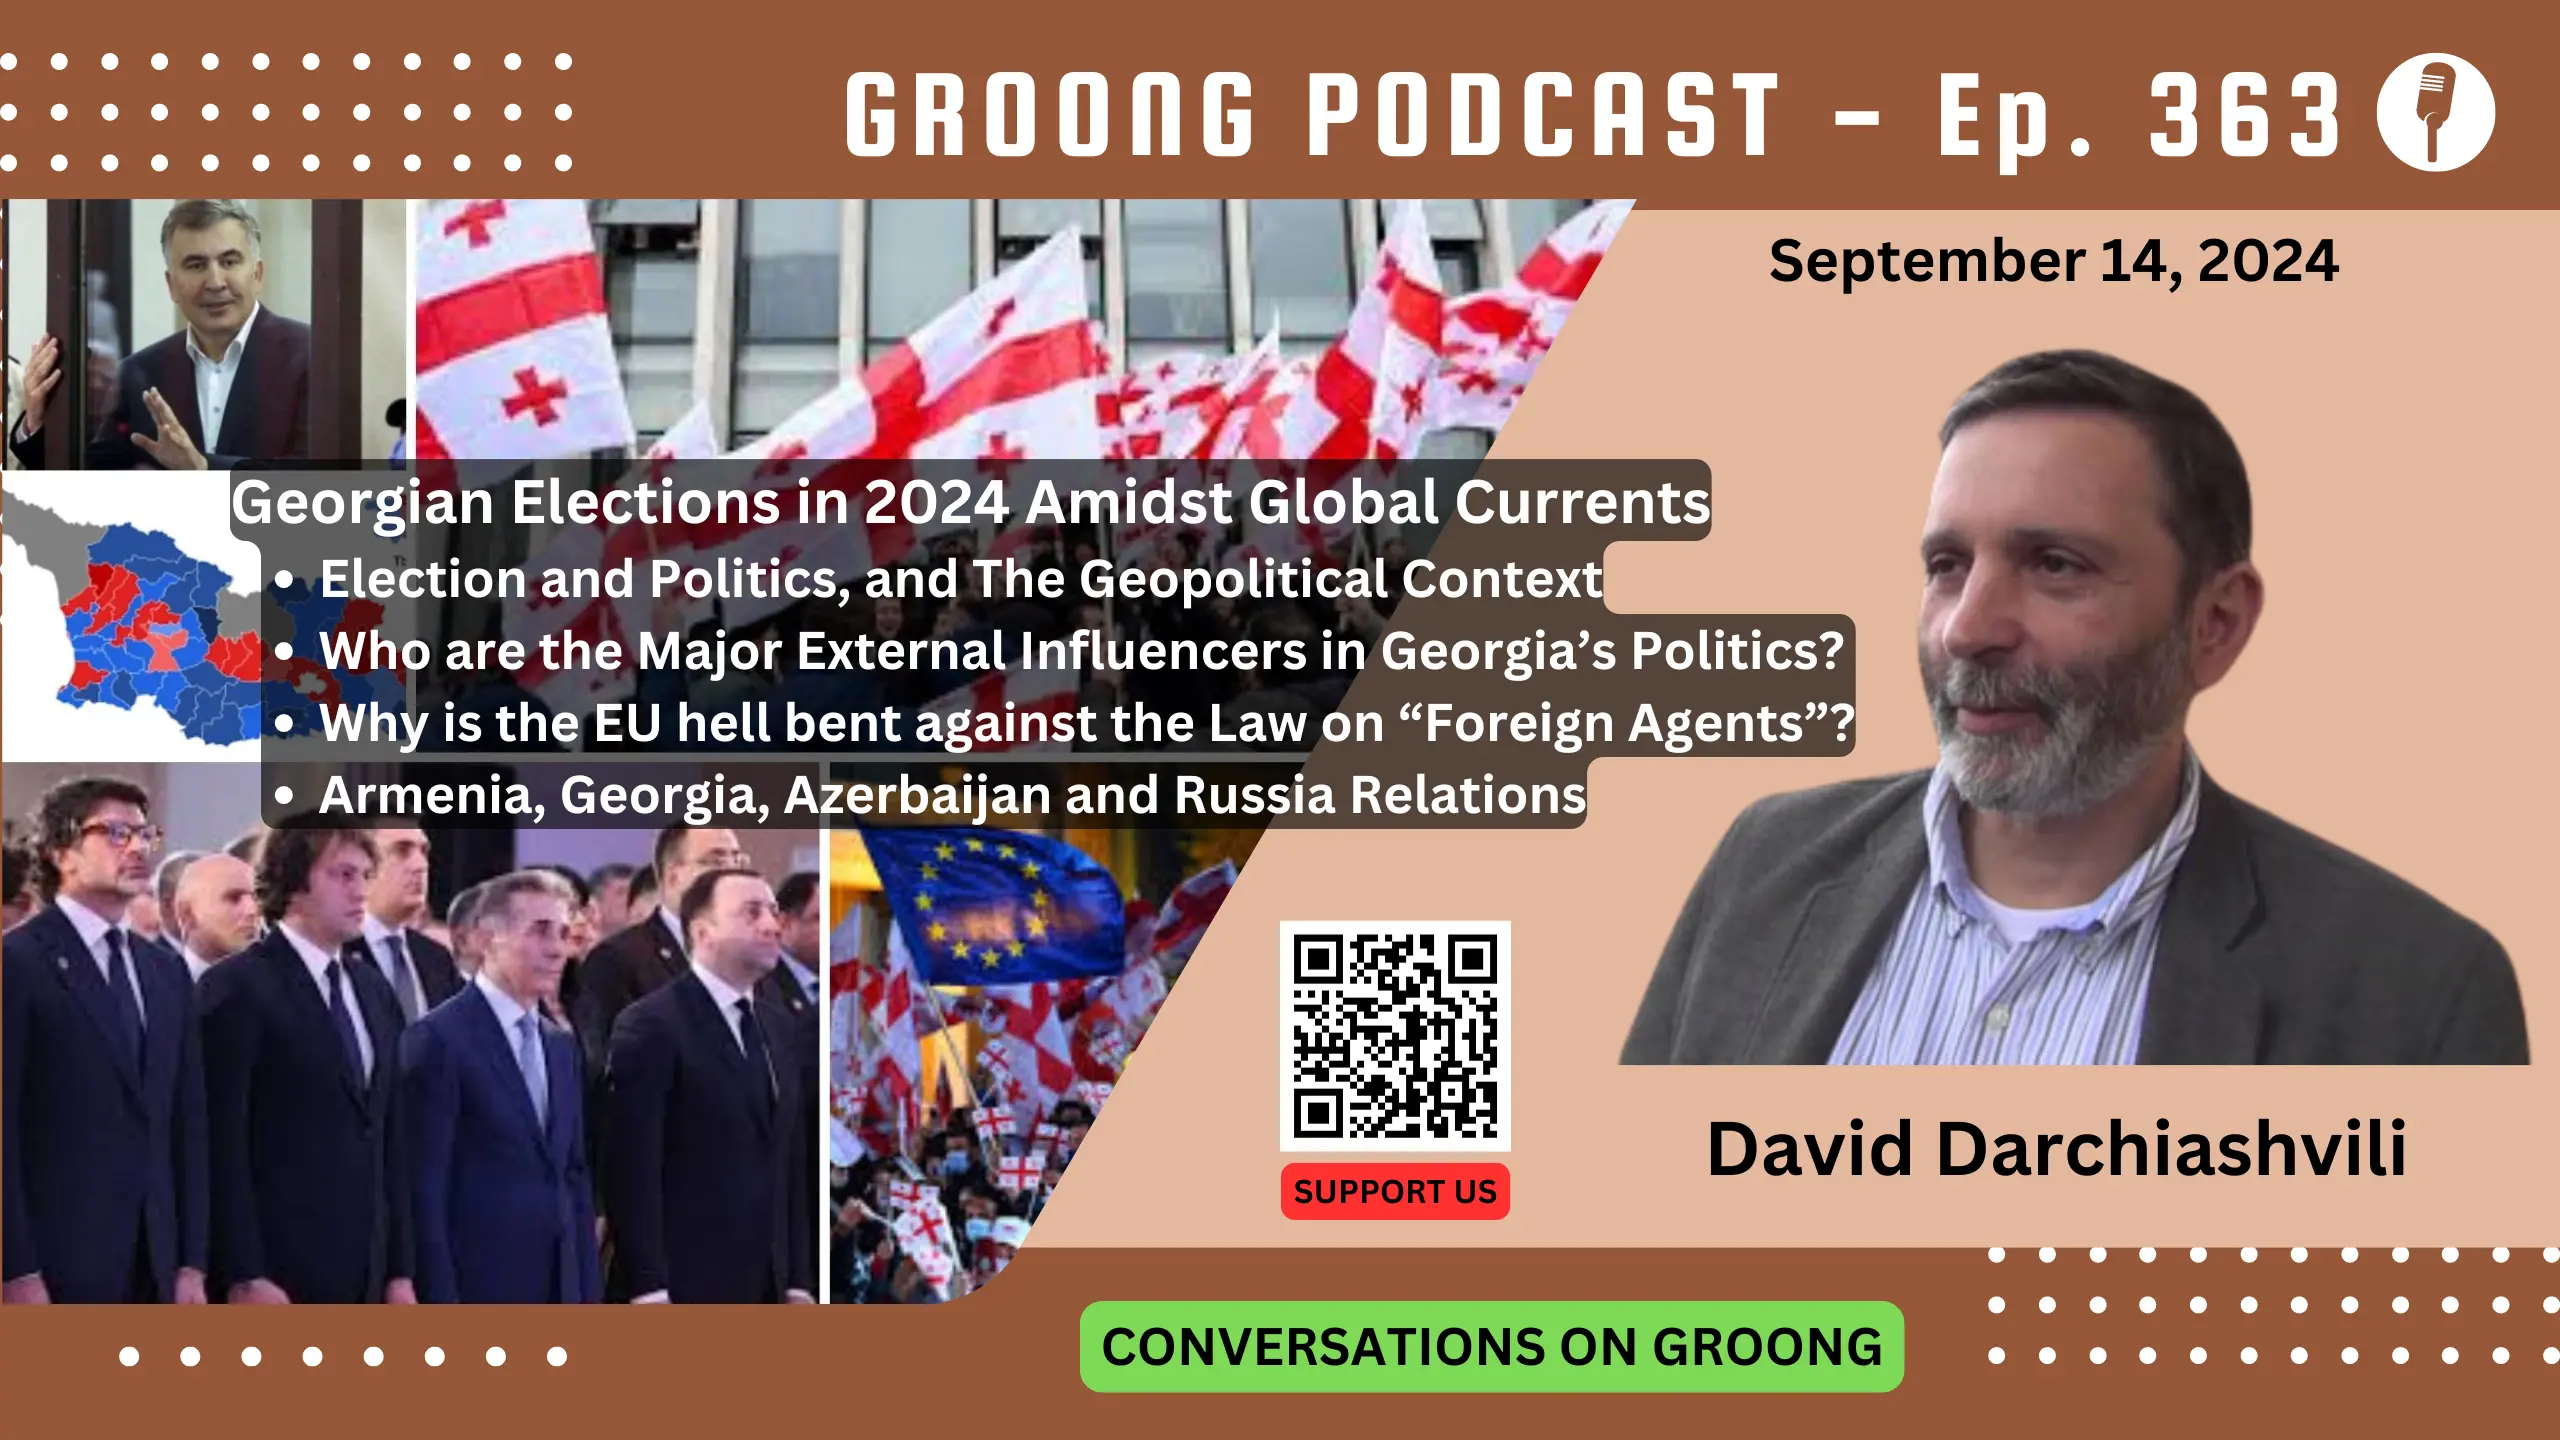 GROONG PODCAST – Ep. 363
September 14, 2024
Georgian Elections in 2024 Amidst Global Currents
• Election and Politics, and The Geopolitical Context
• Who are the Major External Influencers in Georgia’s Politics?
• Why is the EU hell bent against the Law on “Foreign Agents”?
• Armenia, Georgia, Azerbaijan and Russia Relations
SUPPORT US
David Darchiashvili
CONVERSATIONS ON GROONG